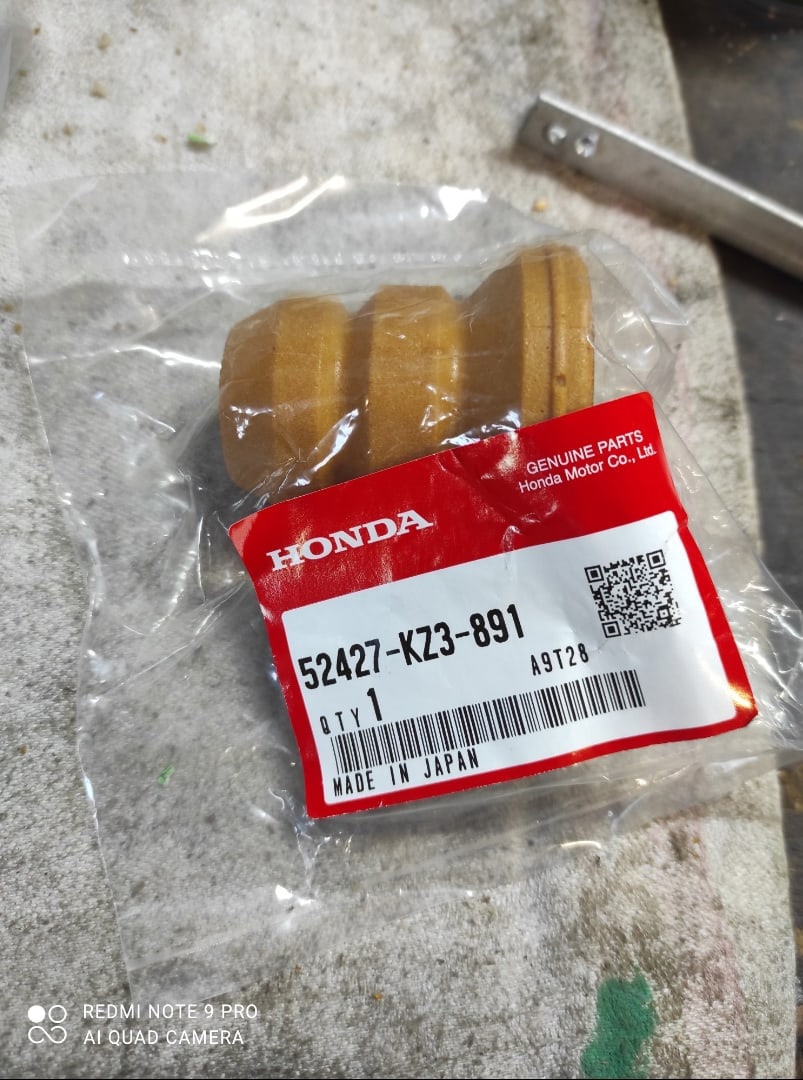 GENUINE PARTS
Honda Motor Co., Ltd.
HONDA
52427-KZ3-891
A9T28
QTY 1
MADE IN JAPAN
REDMI NOTE 9 PRO
AI QUAD CAMERA